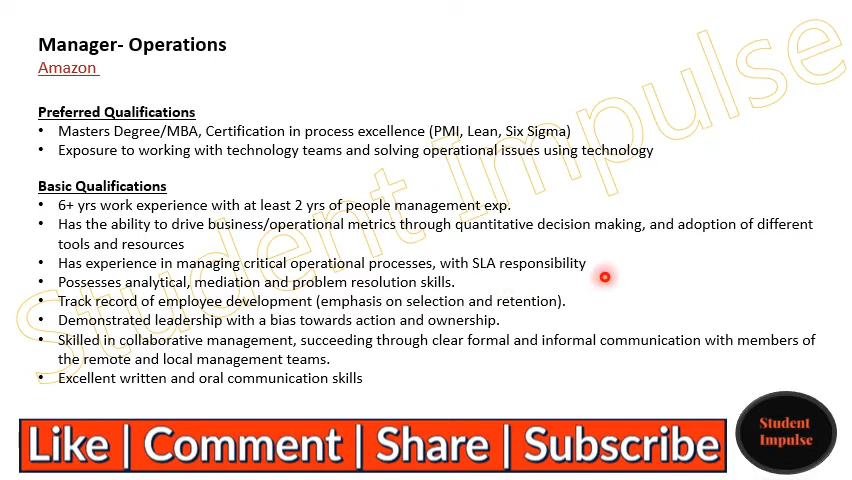 Manager- Operations
Amazon
Preferred Qualifications
• Masters Degree/MBA, Certification in process excellence (PMI, Lean, Six Sigma)
• Exposure to working with technology teams and solving operational issues using technology
Basic Qualifications
• 6+ yrs work experience with at least 2 yrs of people management exp.
• Has the ability to drive business/operational metrics through quantitative decision making, and adoption of different
tools and resources
• Has experience in managing critical operational processes, with SLA responsibility
• Possesses analytical, mediation and problem resolution skills.
• Track record of employee development (emphasis on selection and retention).
• Demonstrated leadership with a bias towards action and ownership.
• Skilled in collaborative management, succeeding through clear formal and informal communication with members of
the remote and local management teams.
• Excellent written and oral communication skills
Student Impulse
Like | Comment | Share | Subscribe
Student
Impulse